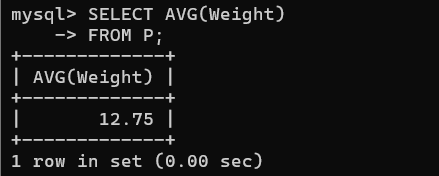 mysql> SELECT AVG(Weight)
    -> FROM P;
+-------------+
| AVG(Weight) |
+-------------+
|       12.75 |
+-------------+
1 row in set (0.00 sec)